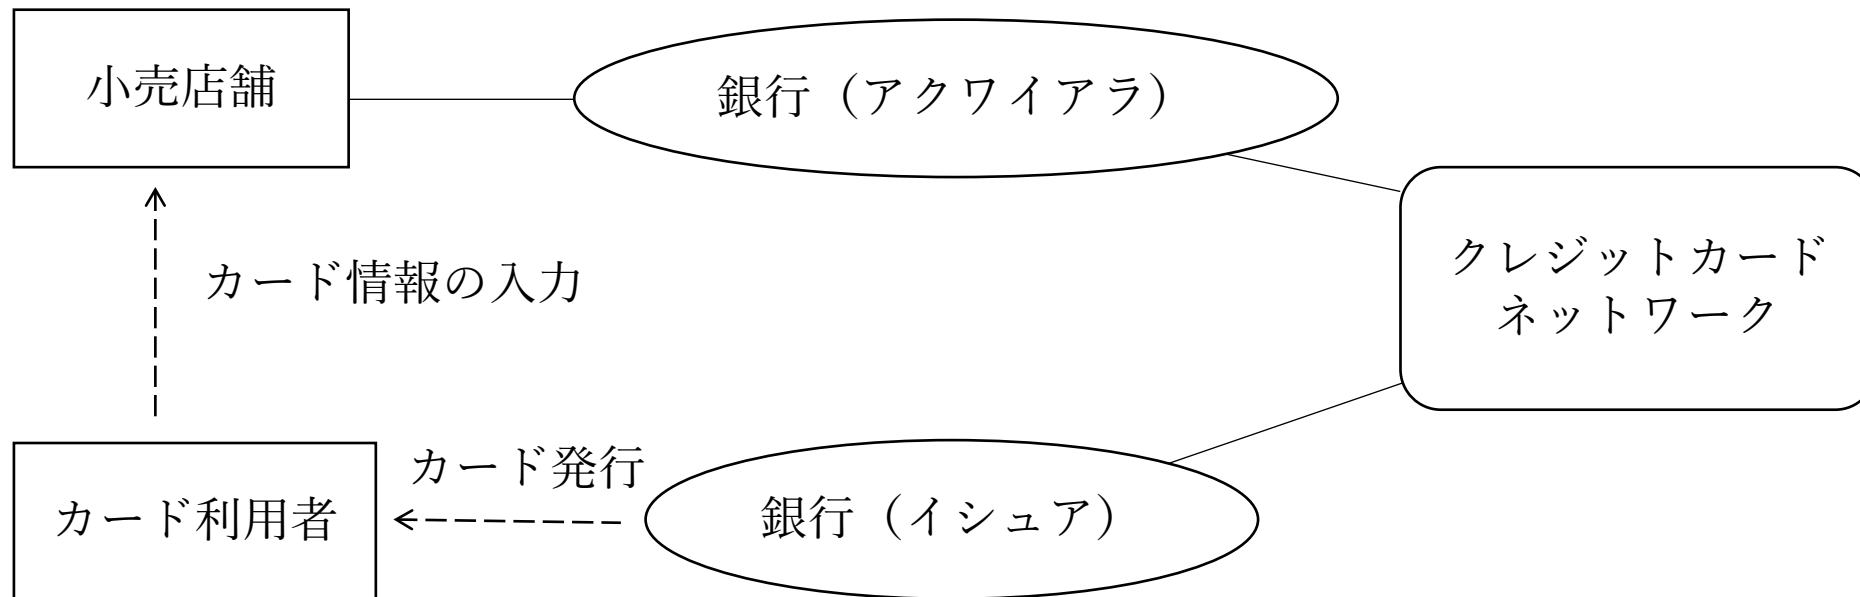 小売店舗
銀行（アクワイアラ）
カード情報の入力
クレジットカード
ネットワーク
カード発行
カード利用者
銀行（イシュア）